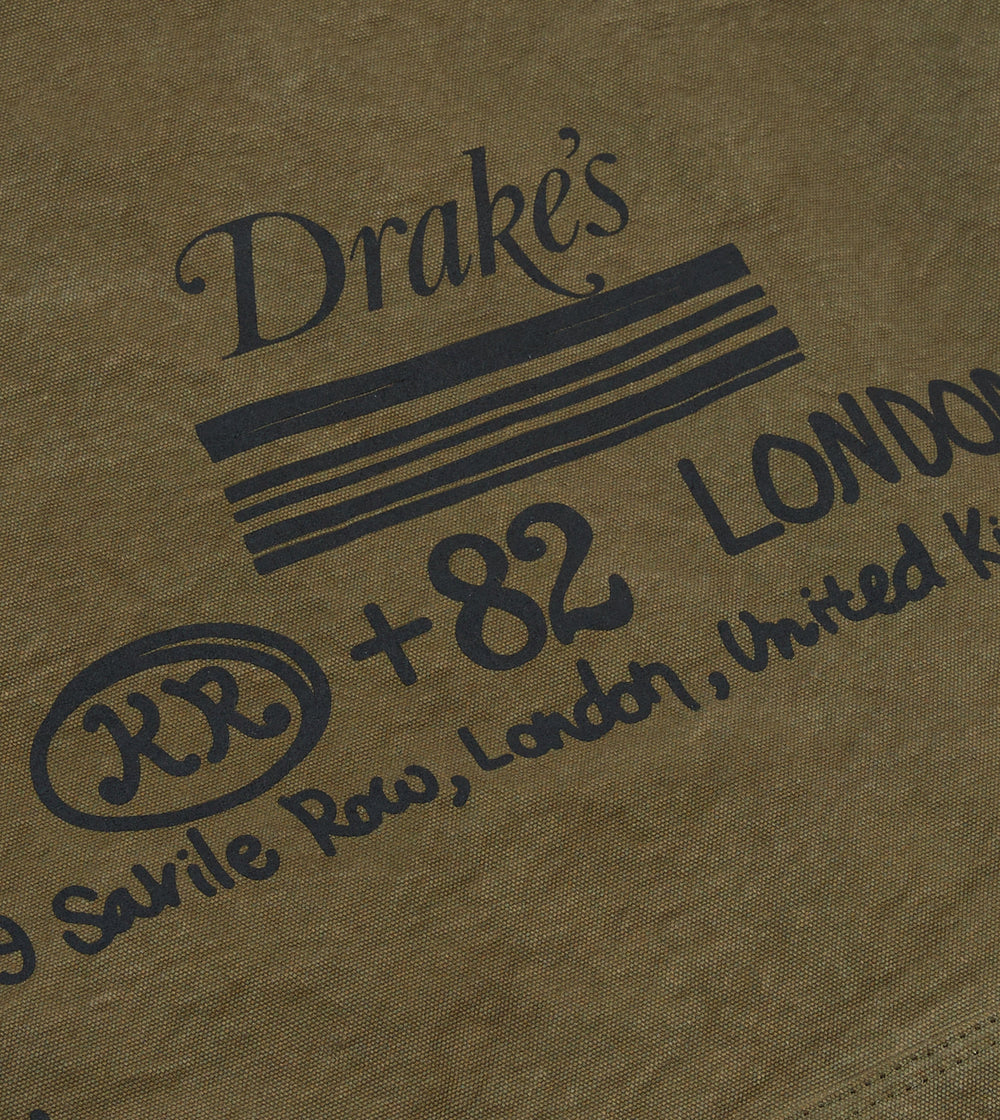 Drake's
+82 LONDON
KR
Savile Row, London, United